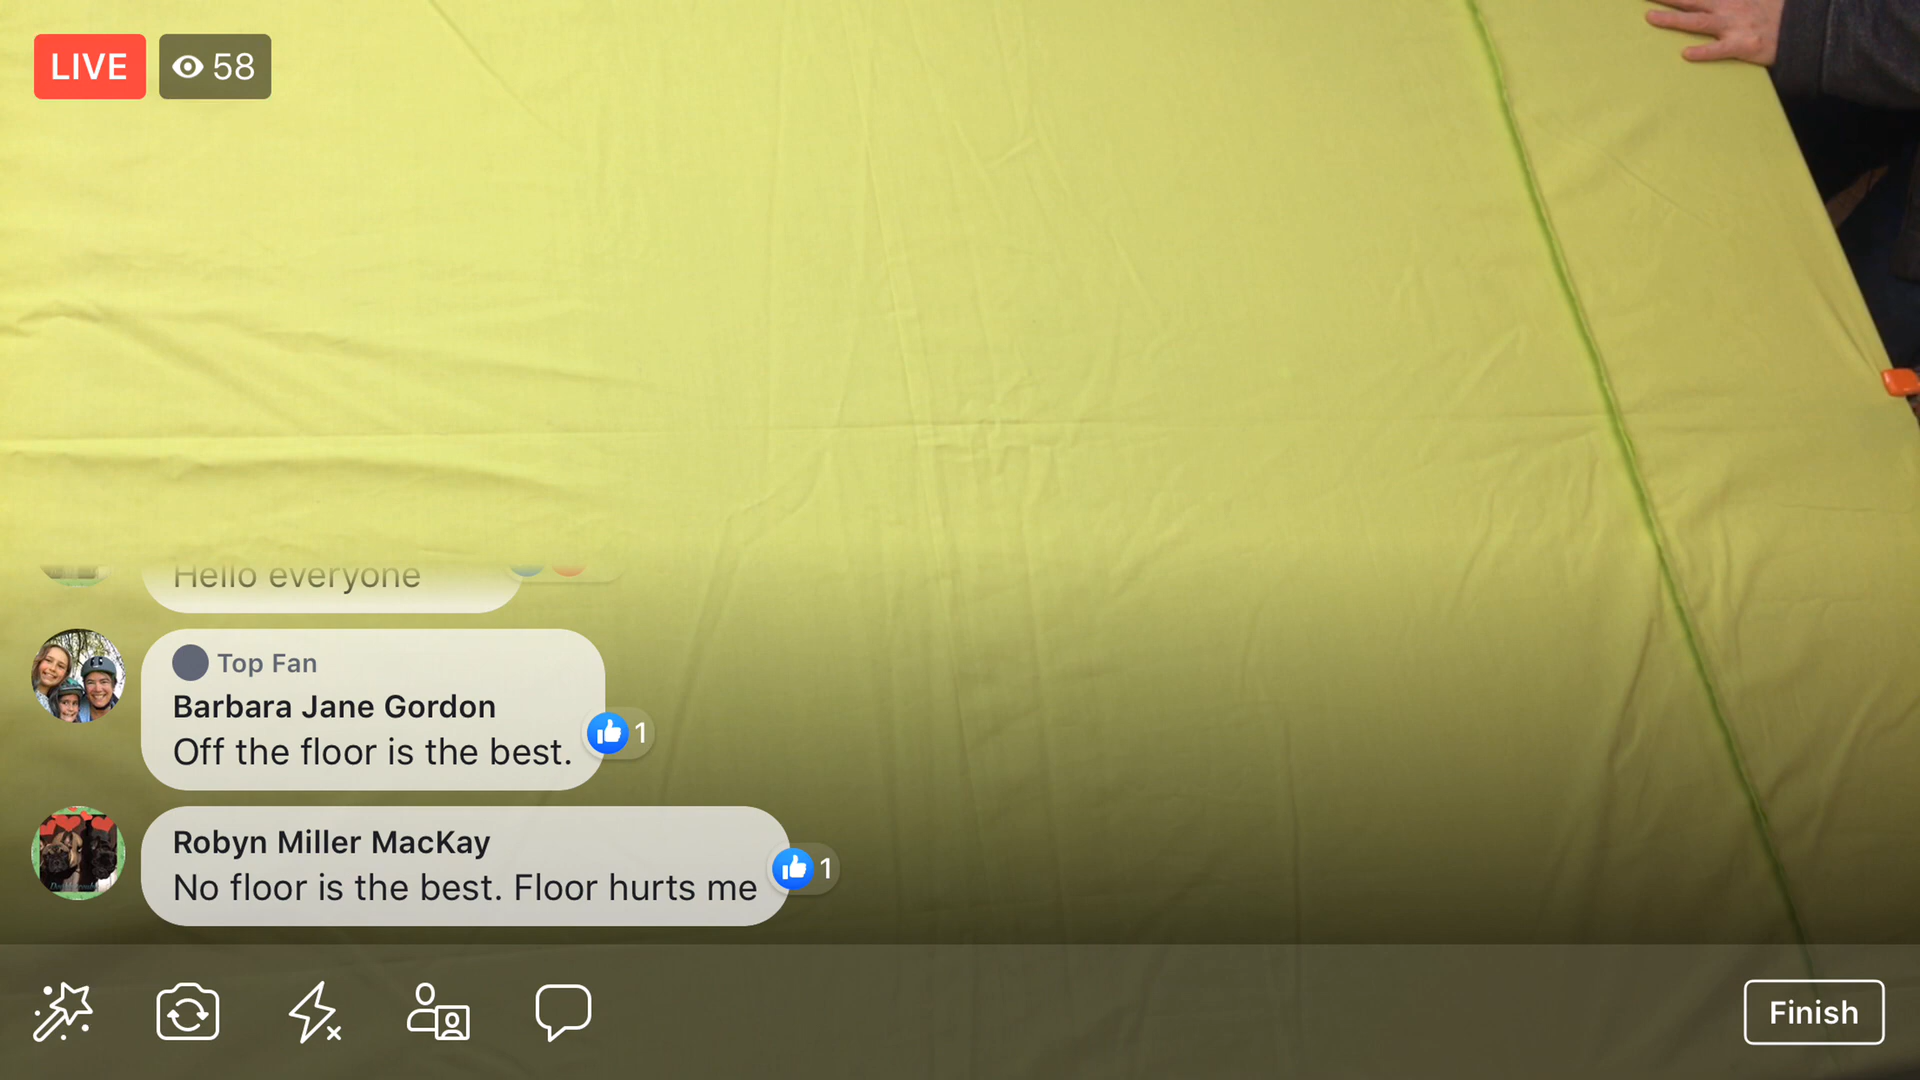 LIVE 58
Hello everyone
Top Fan
Barbara Jane Gordon
Off the floor is the best.
1
Robyn Miller MacKay
No floor is the best. Floor hurts me
1
Finish